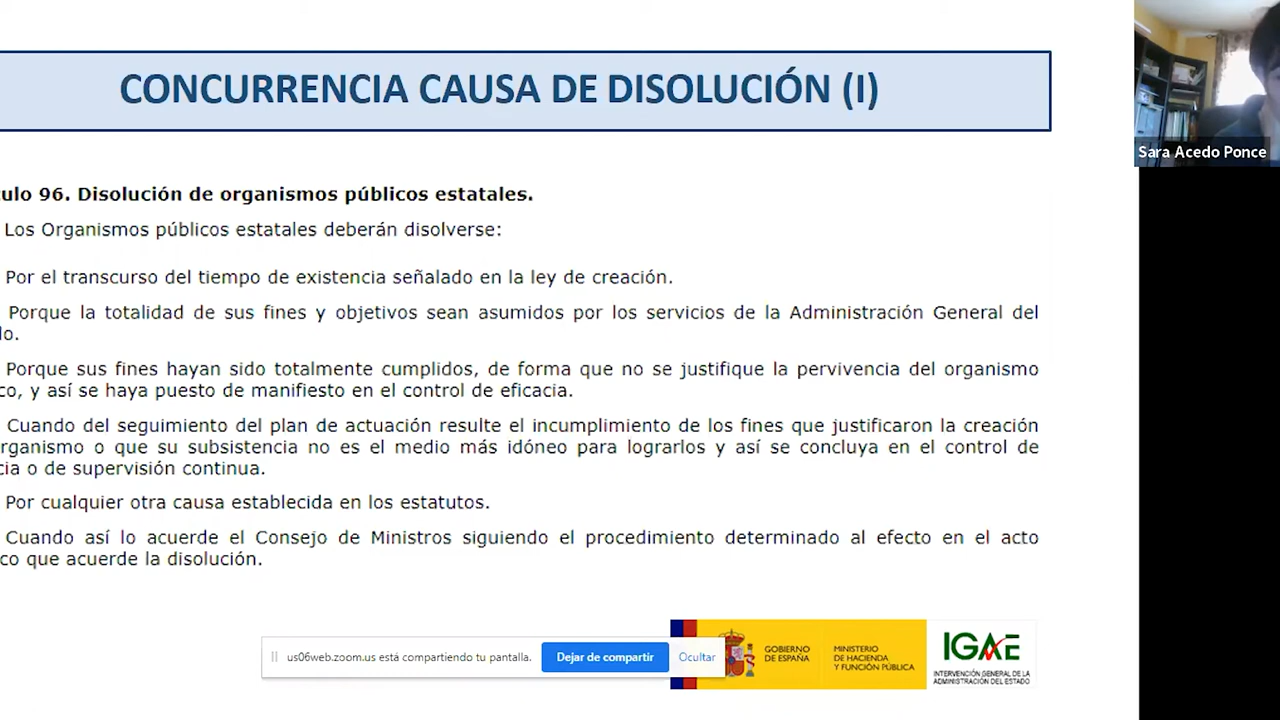 CONCURRENCIA CAUSA DE DISOLUCIÓN (I)
Sara Acedo Ponce
ulo 96. Disolución de organismos públicos estatales.
Los Organismos públicos estatales deberán disolverse:
Por el transcurso del tiempo de existencia señalado en la ley de creación.
Porque la totalidad de sus fines y objetivos sean asumidos por los servicios de la Administración General del
do.
Porque sus fines hayan sido totalmente cumplidos, de forma que no se justifique la pervivencia del organismo
co, y así se haya puesto de manifiesto en el control de eficacia.
Cuando del seguimiento del plan de actuación resulte el incumplimiento de los fines que justificaron la creación
rganismo o que su subsistencia no es el medio más idóneo para lograrlos y así se concluya en el control de
cia o de supervisión continua.
Por cualquier otra causa establecida en los estatutos.
Cuando así lo acuerde el Consejo de Ministros siguiendo el procedimiento determinado al efecto en el acto
co que acuerde la disolución.
us06web.zoom.us está compartiendo tu pantalla.
Dejar de compartir
Ocultar
GOBIERNO
DE ESPAÑA
MINISTERIO
DE HACIENDA
Y FUNCIÓN PÚBLICA
IGAE
INTERVENCIÓN GENERAL DE LA
ADMINISTRACIÓN DEL ESTADO